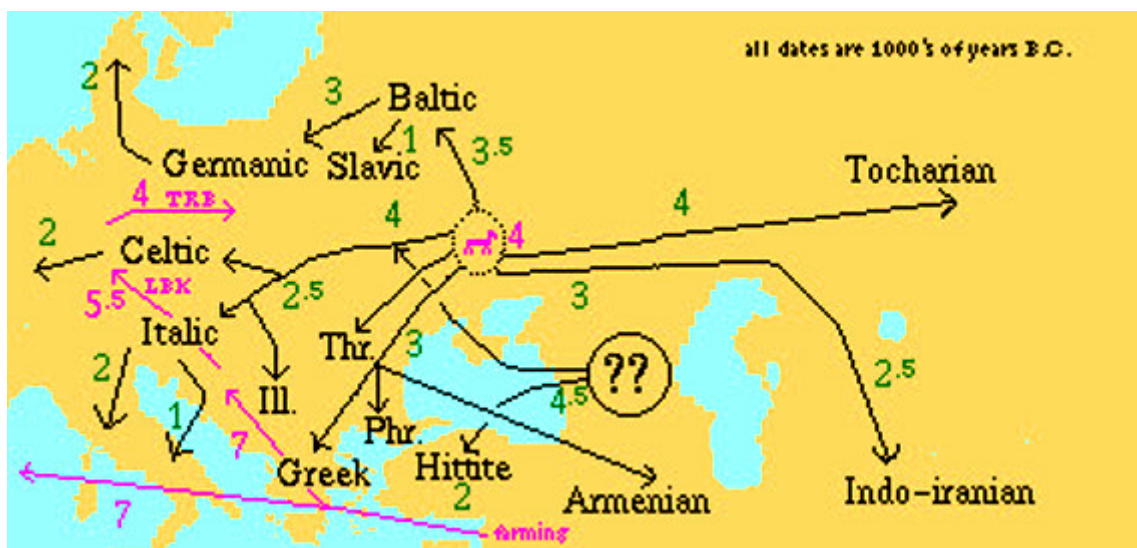 all dates are 1000's of years B.C.
2
3
Baltic
1
3.5
Germanic
Slavic
Tocharian
4
TRB
4
4
4
2
Celtic
LBK
5.5
2.5
3
Italic
Thr.
3
??
2.5
2
Ill.
4.5
1
Phr.
7
Greek
Hittite
2
Armenian
Indo-iranian
7
farming